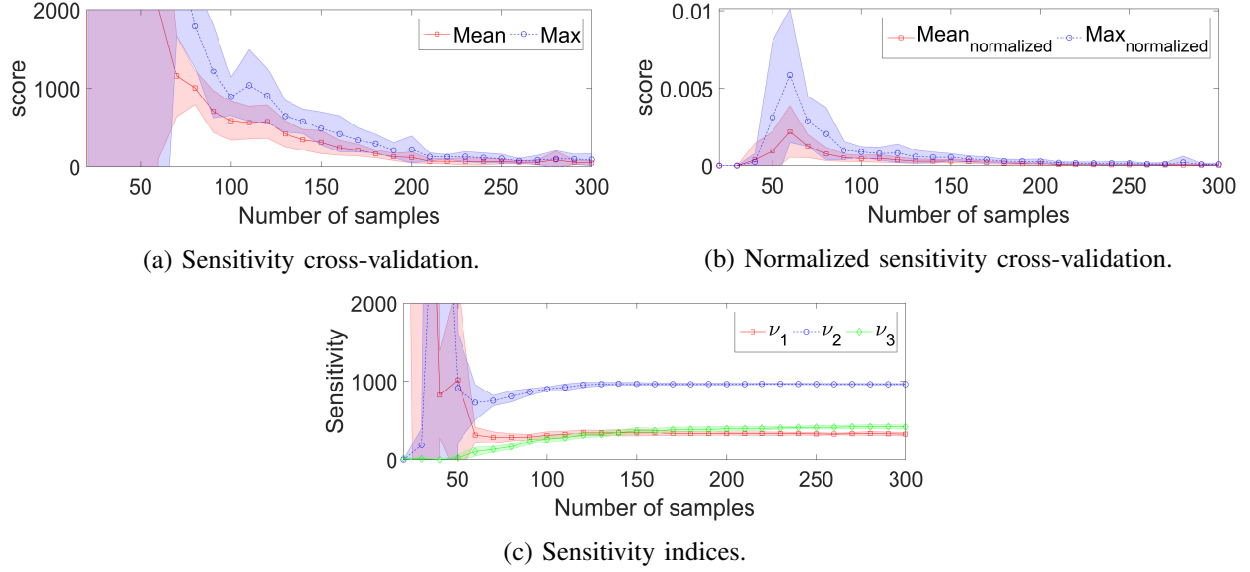 2000
1000
0
score
Mean Max
50 100 150 200 250 300
Number of samples
(a) Sensitivity cross-validation.
0.01
0.005
0
score
Mean_normalized Max_normalized
50 100 150 200 250 300
Number of samples
(b) Normalized sensitivity cross-validation.
2000
1000
0
Sensitivity
ν_1 ν_2 ν_3
50 100 150 200 250 300
Number of samples
(c) Sensitivity indices.